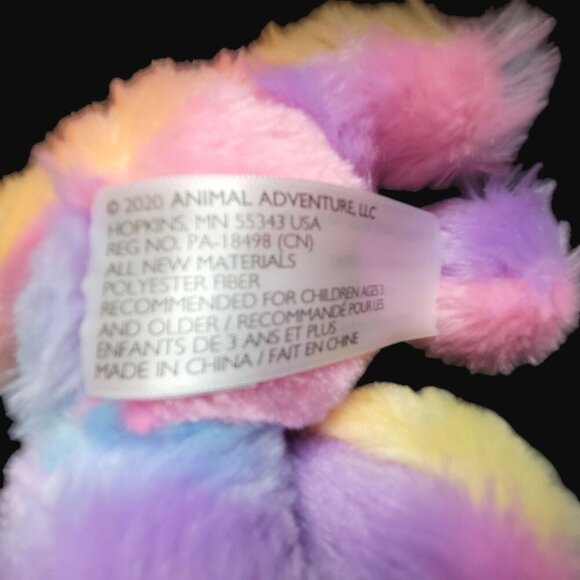 © 2020 ANIMAL ADVENTURE, LLC
HOPKINS, MN 55343 USA
REG NO. PA-18498 (CN)
ALL NEW MATERIALS
POLYESTER FIBER
RECOMMENDED FOR CHILDREN AGES 3
AND OLDER / RECOMMANDÉ POUR LES
ENFANTS DE 3 ANS ET PLUS
MADE IN CHINA / FAIT EN CHINE